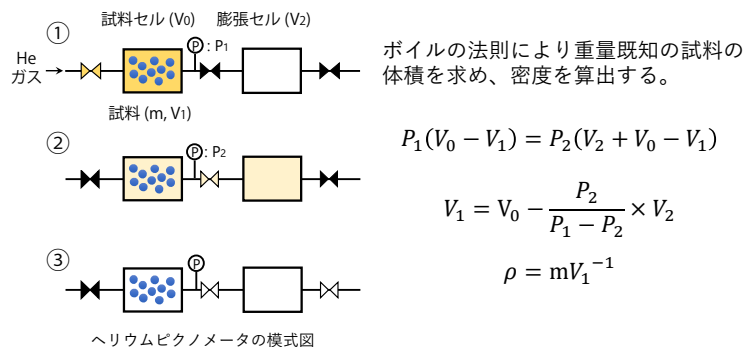 試料セル (V₀) 膨張セル (V₂)
①
P : P₁
He
ガス
試料 (m, V₁)
②
P : P₂
③
P
ヘリウムピクノメータの模式図
ボイルの法則により重量既知の試料の
体積を求め、密度を算出する。
P₁(V₀ − V₁) = P₂(V₂ + V₀ − V₁)
V₁ = V₀ − P₂/(P₁ − P₂) × V₂
ρ = mV₁⁻¹